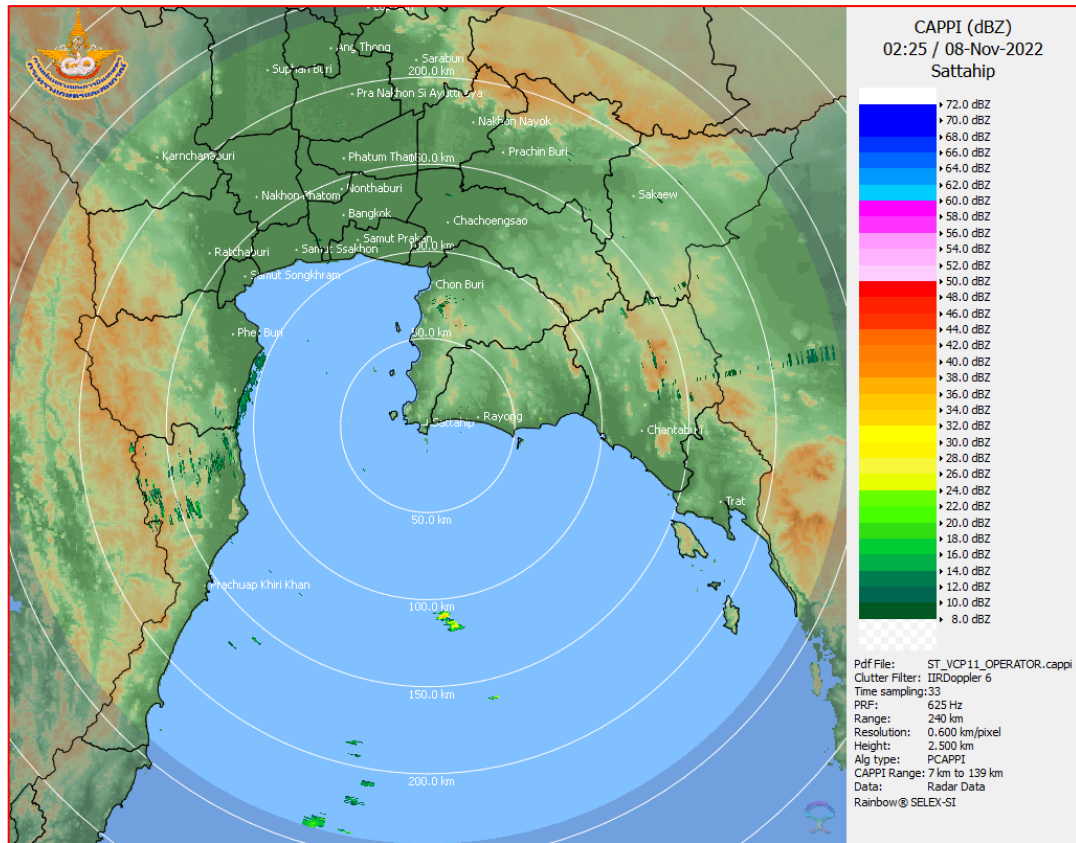 Ang Thong
Saraburi
Suphan Buri
200.0 km
Pra Nakhon Si Ayutthaya
Nakhon Nayok
Karnchanaburi
Phatum Thani
150.0 km
Prachin Buri
Nonthaburi
Nakhon Phatom
Sakaew
Bangkok
Chachoengsao
Samut Prakan
Ratchaburi
Samut Ssakhon
100.0 km
Samut Songkhram
Chon Buri
Phet Buri
50.0 km
Rayong
Sattahip
Chantaburi
Trat
50.0 km
Prachuap Khiri Khan
100.0 km
150.0 km
200.0 km
CAPPI (dBZ)
02:25 / 08-Nov-2022
Sattahip
72.0 dBZ
70.0 dBZ
68.0 dBZ
66.0 dBZ
64.0 dBZ
62.0 dBZ
60.0 dBZ
58.0 dBZ
56.0 dBZ
54.0 dBZ
52.0 dBZ
50.0 dBZ
48.0 dBZ
46.0 dBZ
44.0 dBZ
42.0 dBZ
40.0 dBZ
38.0 dBZ
36.0 dBZ
34.0 dBZ
32.0 dBZ
30.0 dBZ
28.0 dBZ
26.0 dBZ
24.0 dBZ
22.0 dBZ
20.0 dBZ
18.0 dBZ
16.0 dBZ
14.0 dBZ
12.0 dBZ
10.0 dBZ
8.0 dBZ
Pdf File: ST_VCP11_OPERATOR.cappi
Clutter Filter: IIRDoppler 6
Time sampling:33
PRF: 625 Hz
Range: 240 km
Resolution: 0.600 km/pixel
Height: 2.500 km
Alg type: PCAPPI
CAPPI Range: 7 km to 139 km
Data: Radar Data
Rainbow® SELEX-SI